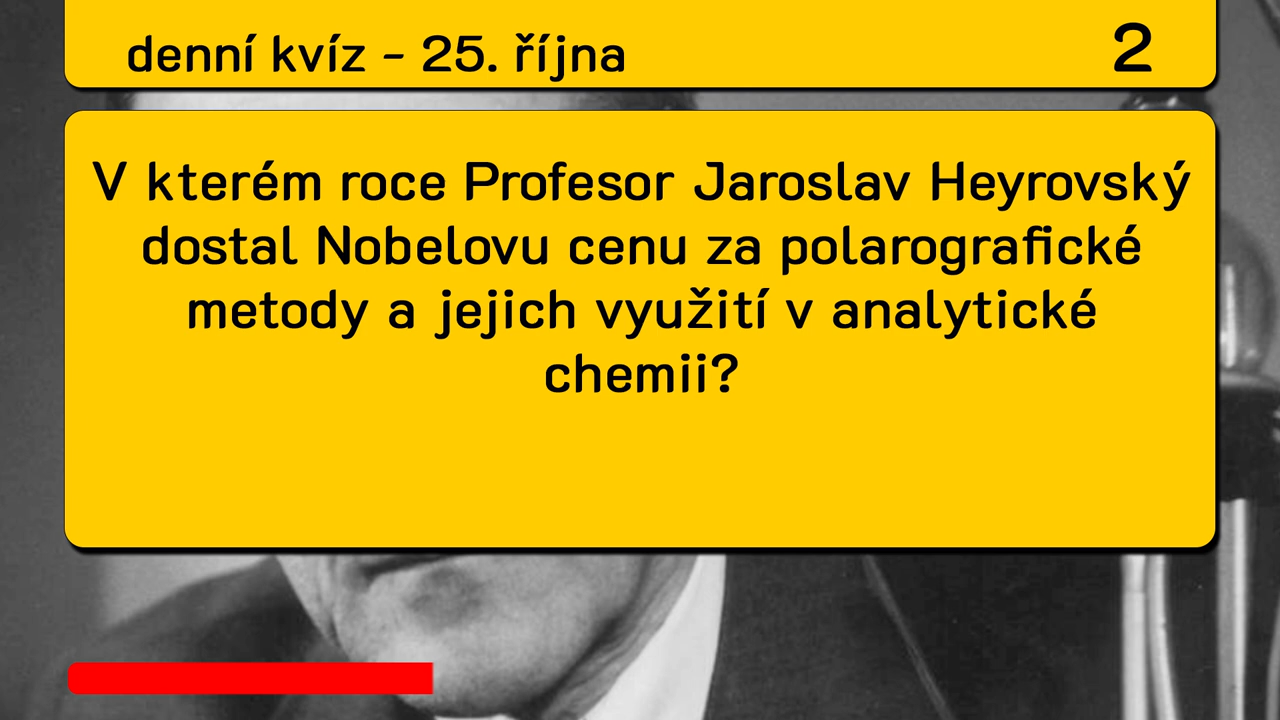 denní kvíz - 25. října
2
V kterém roce Profesor Jaroslav Heyrovský
dostal Nobelovu cenu za polarografické
metody a jejich využití v analytické
chemii?